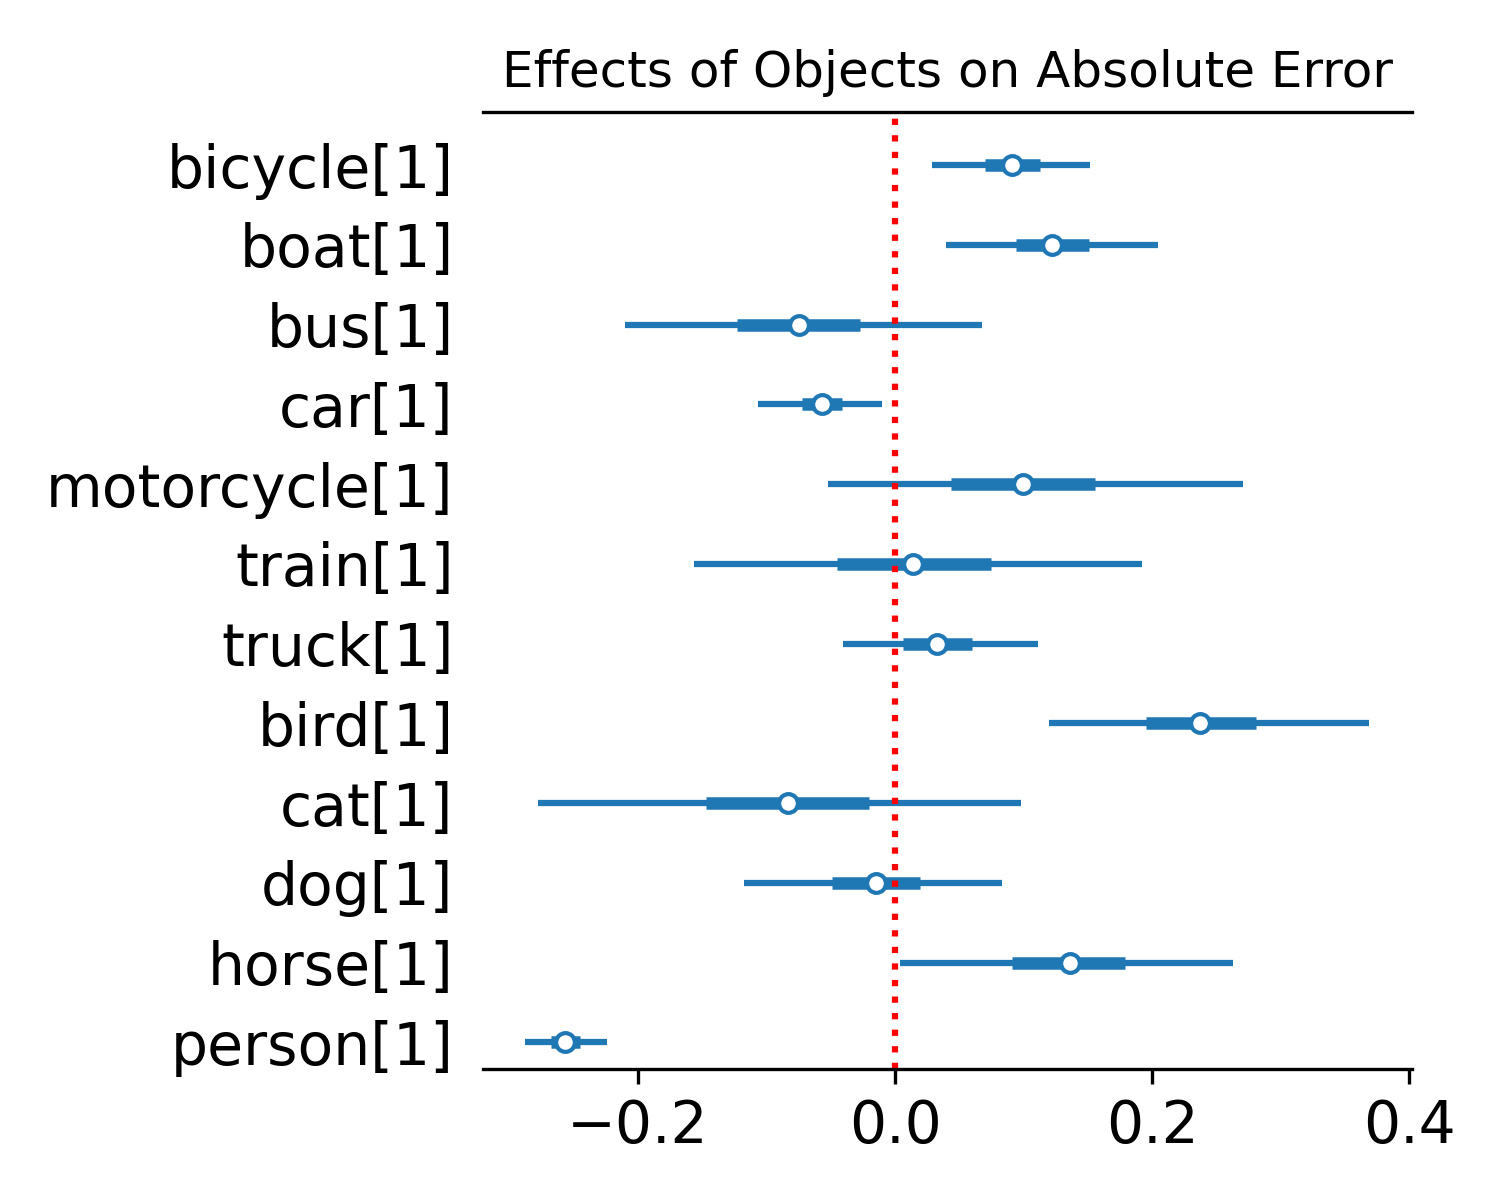 Effects of Objects on Absolute Error
bicycle[1]
boat[1]
bus[1]
car[1]
motorcycle[1]
train[1]
truck[1]
bird[1]
cat[1]
dog[1]
horse[1]
person[1]
−0.2 0.0 0.2 0.4